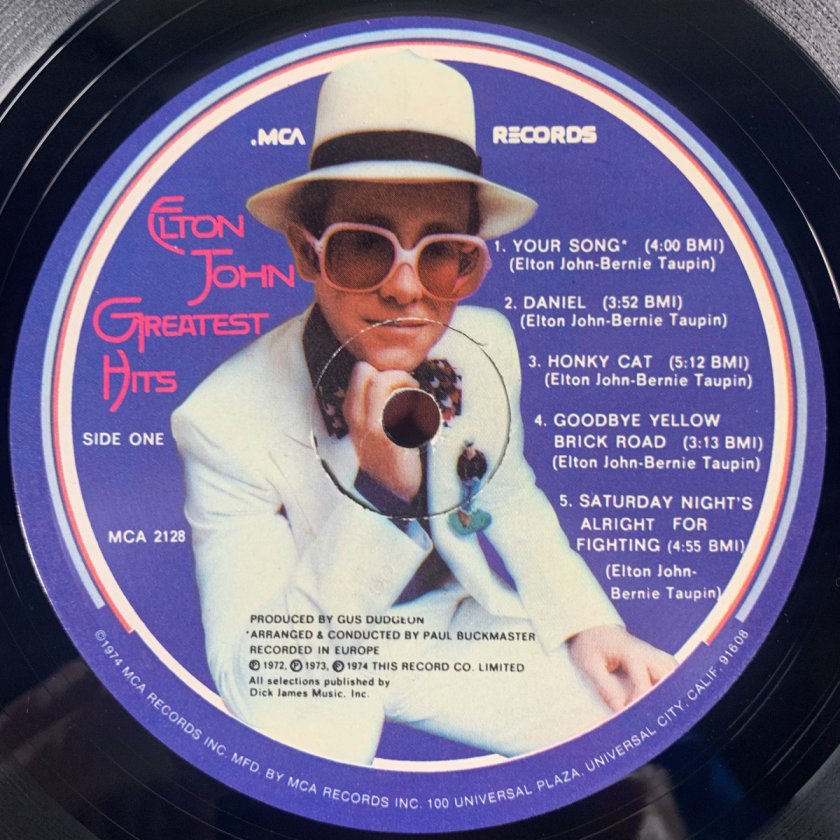 .MCA RECORDS
ELTON
JOHN
GREATEST
HITS
SIDE ONE
MCA 2128
1. YOUR SONG* (4:00 BMI)
(Elton John-Bernie Taupin)
2. DANIEL (3:52 BMI)
(Elton John-Bernie Taupin)
3. HONKY CAT (5:12 BMI)
(Elton John-Bernie Taupin)
4. GOODBYE YELLOW
BRICK ROAD (3:13 BMI)
(Elton John-Bernie Taupin)
5. SATURDAY NIGHT'S
ALRIGHT FOR
FIGHTING (4:55 BMI)
(Elton John-
Bernie Taupin)
PRODUCED BY GUS DUDGEON
*ARRANGED & CONDUCTED BY PAUL BUCKMASTER
RECORDED IN EUROPE
℗ 1972, ℗ 1973, ℗ 1974 THIS RECORD CO. LIMITED
All selections published by
Dick James Music. Inc.
©1974 MCA RECORDS INC. MFD. BY MCA RECORDS INC. 100 UNIVERSAL PLAZA, UNIVERSAL CITY, CALIF. 91608